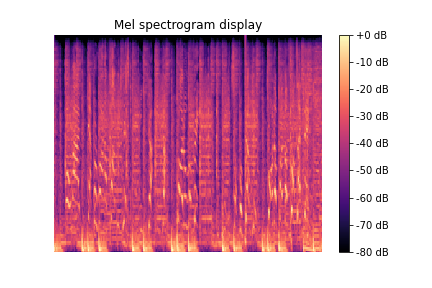 Mel spectrogram display
+0 dB
-10 dB
-20 dB
-30 dB
-40 dB
-50 dB
-60 dB
-70 dB
-80 dB